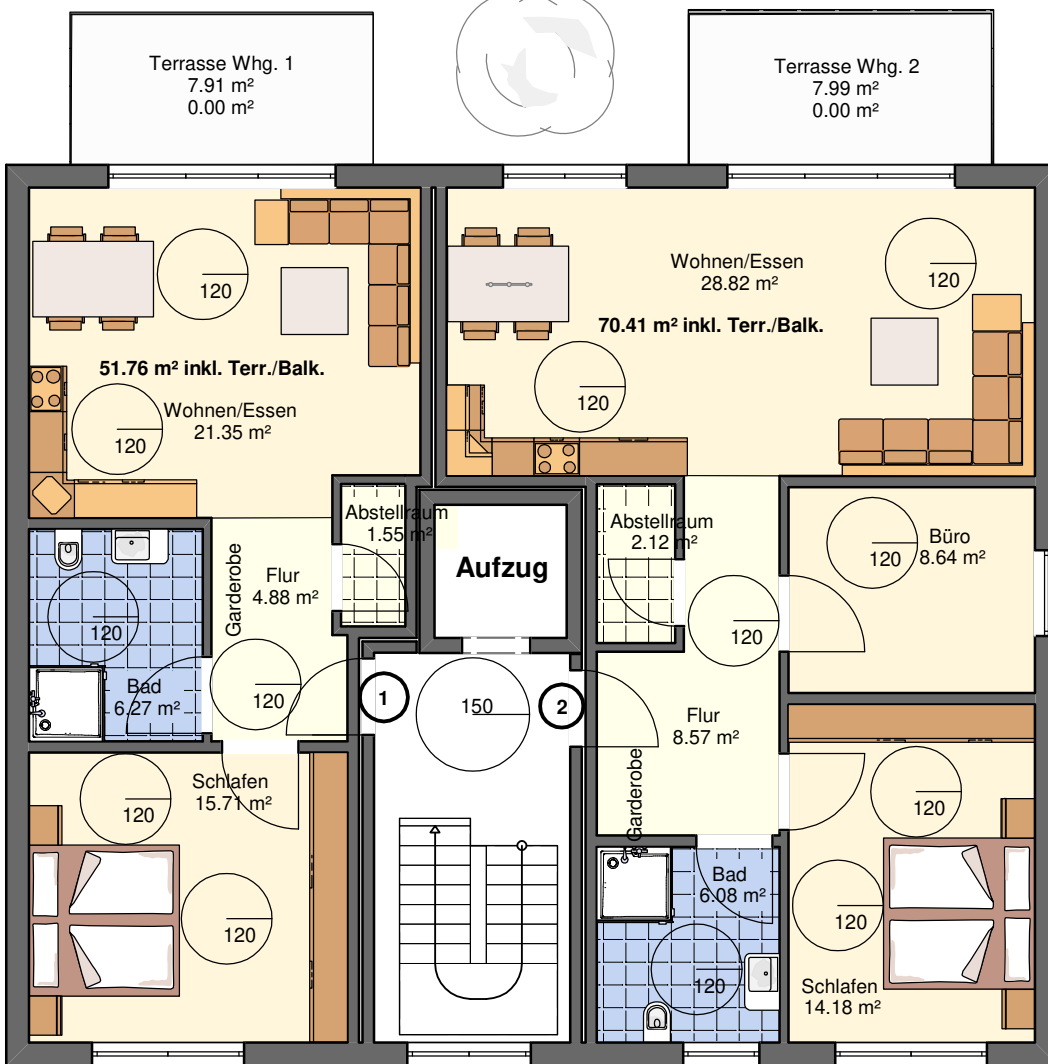 Terrasse Whg. 1
7.91 m²
0.00 m²
Terrasse Whg. 2
7.99 m²
0.00 m²
120
51.76 m² inkl. Terr./Balk.
Wohnen/Essen
21.35 m²
120
Wohnen/Essen
28.82 m²
120
70.41 m² inkl. Terr./Balk.
120
Abstellraum
1.55 m²
Garderobe
Flur
4.88 m²
120
Bad
6.27 m²
120
Aufzug
Abstellraum
2.12 m²
120
Büro
8.64 m²
120
1
150
2
Flur
8.57 m²
Garderobe
Schlafen
15.71 m²
120
120
Bad
6.08 m²
120
120
120
Schlafen
14.18 m²